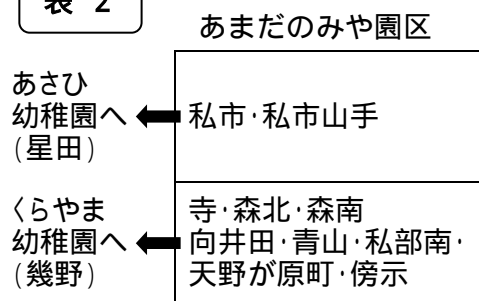 表 2
あまだのみや園区
あさひ
幼稚園へ
(星田)
私市·私市山手
くらやま
幼稚園へ
(幾野)
寺·森北·森南
向井田·青山·私部南·
天野が原町·傍示